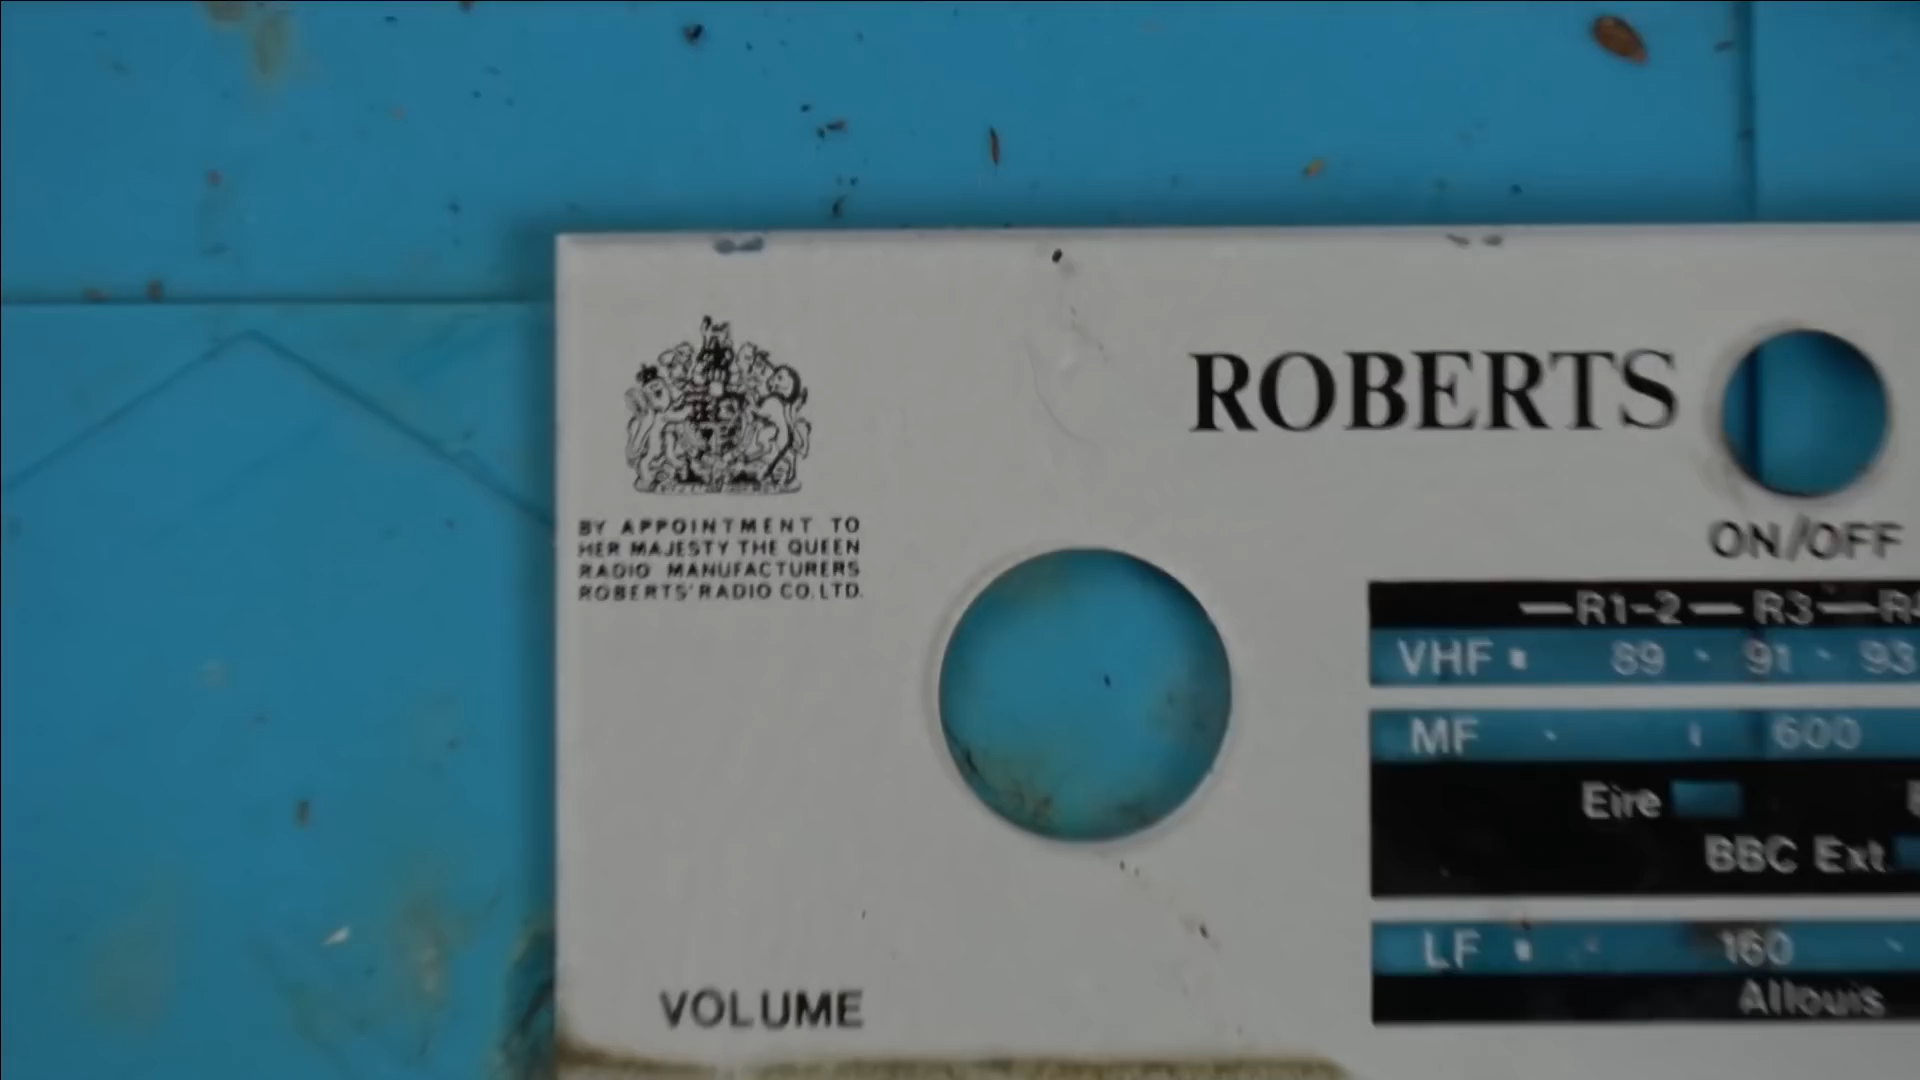 ROBERTS
BY APPOINTMENT TO
HER MAJESTY THE QUEEN
RADIO MANUFACTURERS
ROBERTS' RADIO CO. LTD.
ON/OFF
R1-2 R3
VHF 89 91 93
MF 600
Eire
BBC Ext.
LF 160
Allouis
VOLUME